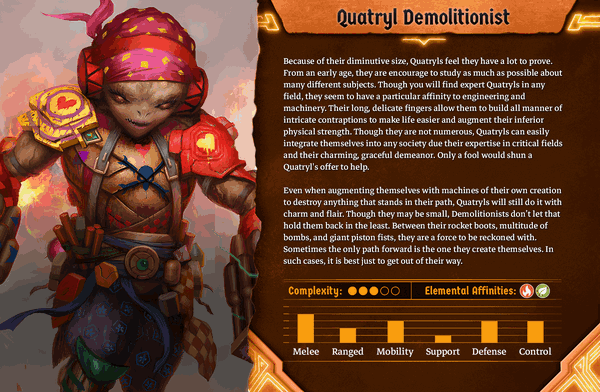 Quatryl Demolitionist
Because of their diminutive size, Quatryls feel they have a lot to prove.
From an early age, they are encourage to study as much as possible about
many different subjects. Though you will find expert Quatryls in any
field, they seem to have a particular affinity to engineering and
machinery. Their long, delicate fingers allow them to build all manner of
intricate contraptions to make life easier and augment their inferior
physical strength. Though they are not numerous, Quatryls can easily
integrate themselves into any society due their expertise in critical fields
and their charming, graceful demeanor. Only a fool would shun a
Quatryl's offer to help.
Even when augmenting themselves with machines of their own creation
to destroy anything that stands in their path, Quatryls will still do it with
charm and flair. Though they may be small, Demolitionists don't let that
hold them back in the least. Between their rocket boots, multitude of
bombs, and giant piston fists, they are a force to be reckoned with.
Sometimes the only path forward is the one they create themselves. In
such cases, it is best just to get out of their way.
Complexity: Elemental Affinities:
Melee Ranged Mobility Support Defense Control